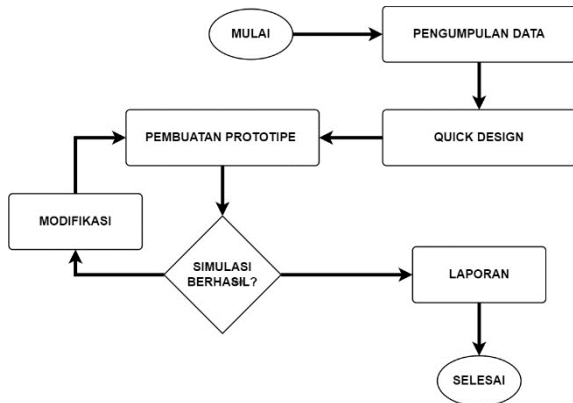 MULAI
PENGUMPULAN DATA
QUICK DESIGN
PEMBUATAN PROTOTIPE
MODIFIKASI
SIMULASI
BERHASIL?
LAPORAN
SELESAI